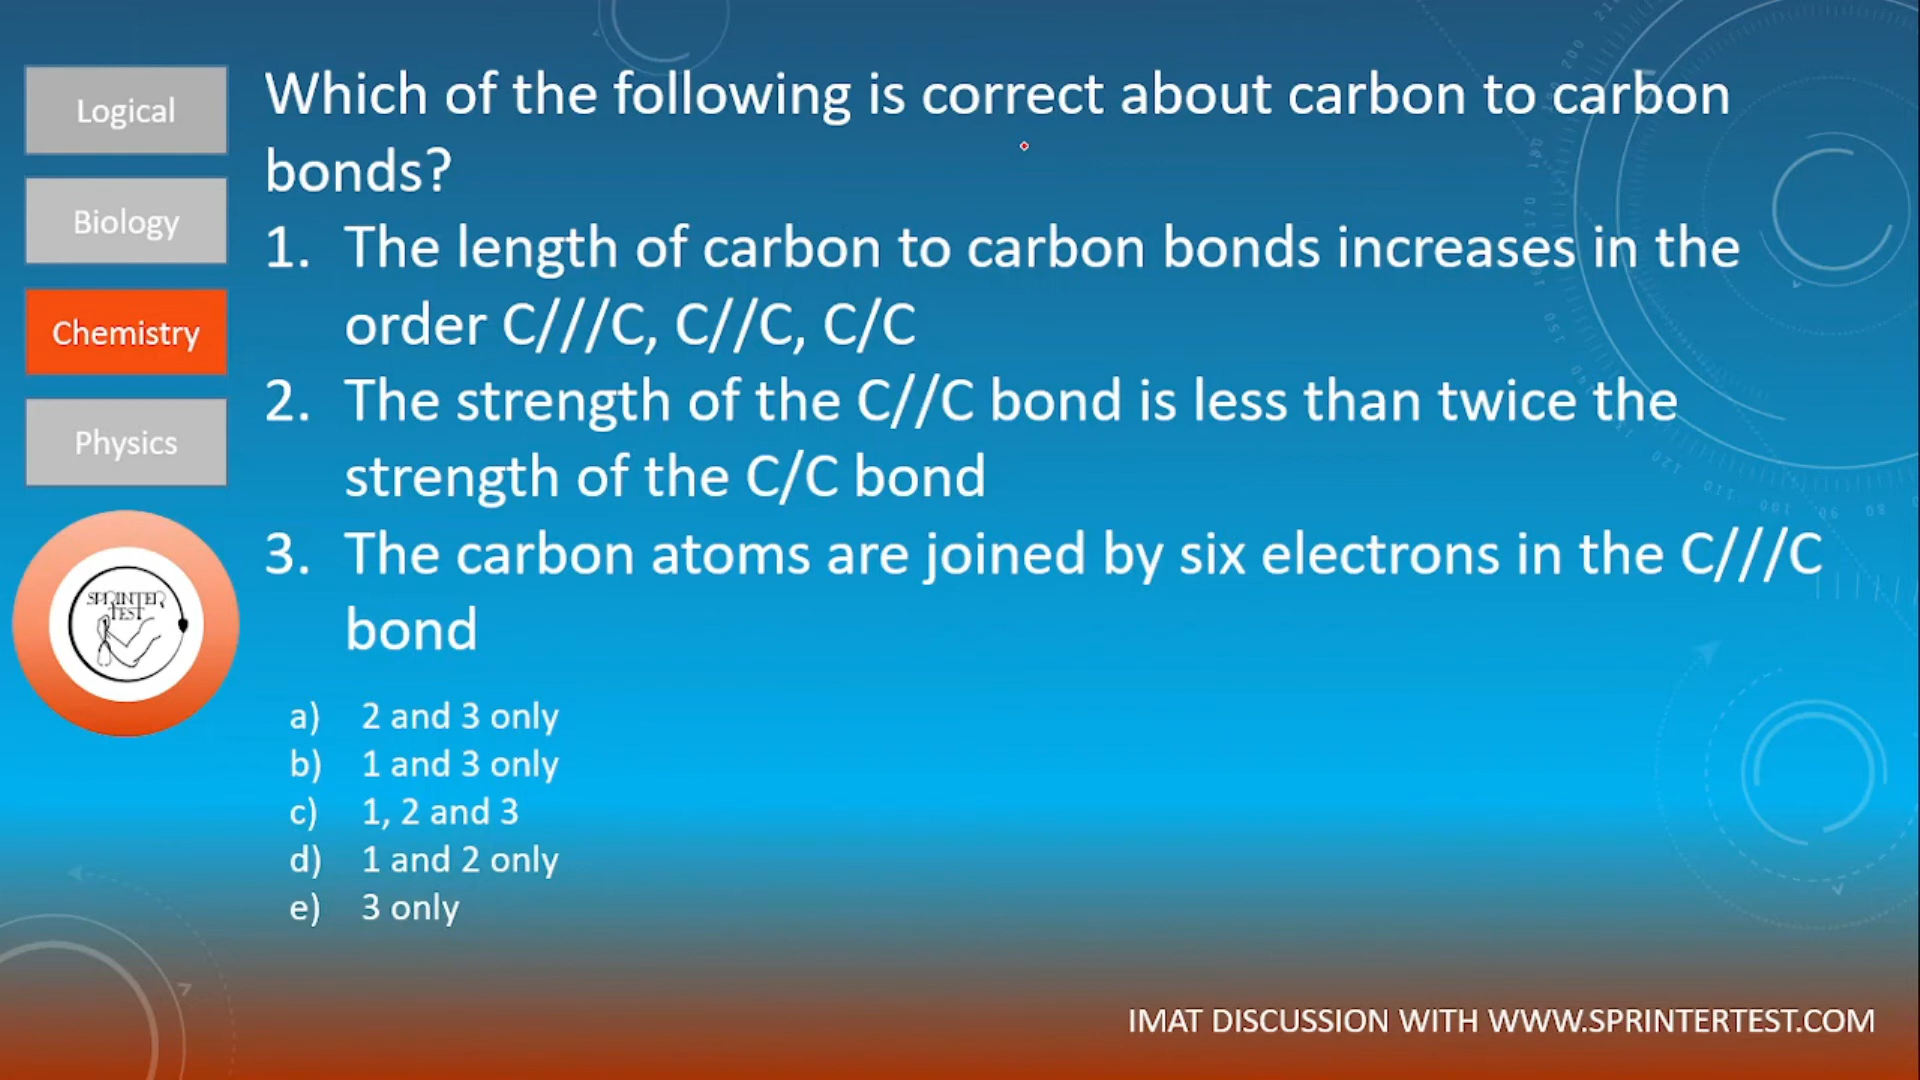 Logical
Biology
Chemistry
Physics
SPRINTER
TEST
Which of the following is correct about carbon to carbon
bonds?
1. The length of carbon to carbon bonds increases in the
order C///C, C//C, C/C
2. The strength of the C//C bond is less than twice the
strength of the C/C bond
3. The carbon atoms are joined by six electrons in the C///C
bond
a) 2 and 3 only
b) 1 and 3 only
c) 1, 2 and 3
d) 1 and 2 only
e) 3 only
IMAT DISCUSSION WITH WWW.SPRINTERTEST.COM